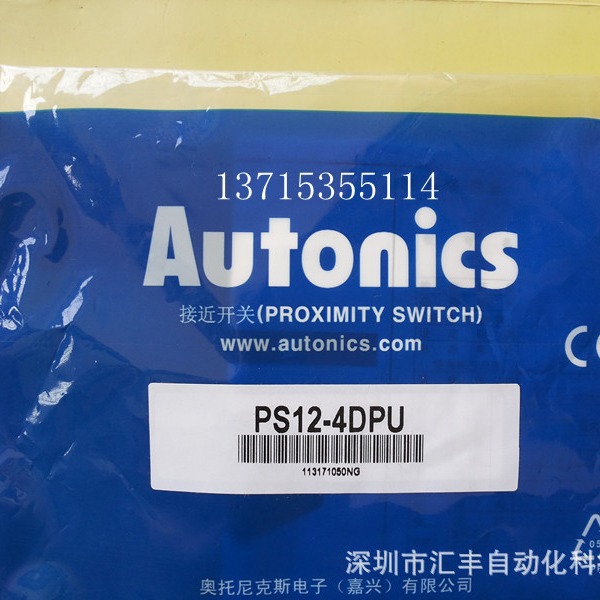 13715355114
Autonics
接近开关(PROXIMITY SWITCH)
www.autonics.com
CE
PS12-4DPU
113171050NG
05
深圳市汇丰自动化科
奥托尼克斯电子（嘉兴）有限公司